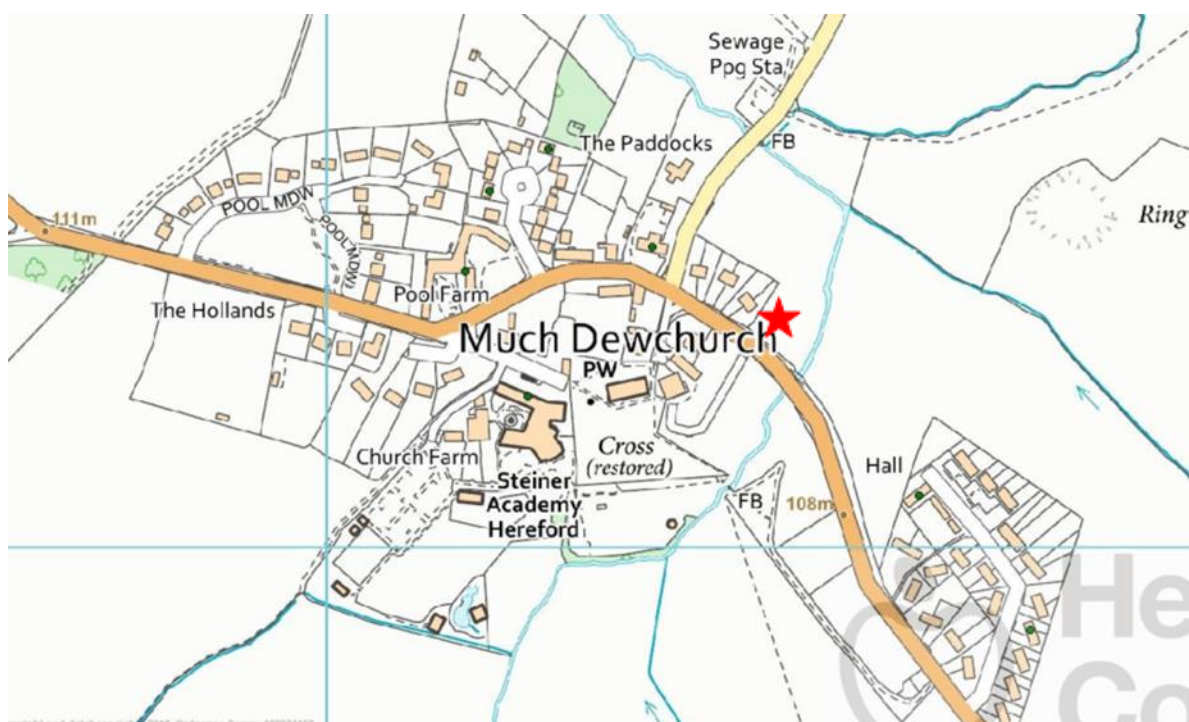 Sewage
Ppg Sta
The Paddocks
FB
Ring
POOL MDW
POOL MDW
111m
Pool Farm
The Hollands
Much Dewchurch
PW
Cross
(restored)
Church Farm
Hall
Steiner
Academy
Hereford
FB
108m
He
Co